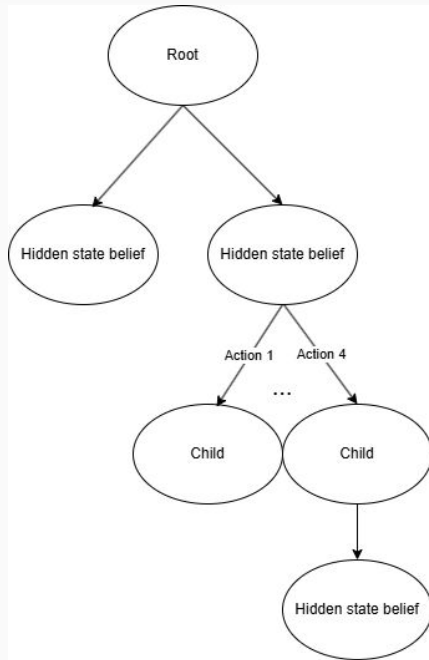 Root
Hidden state belief
Hidden state belief
Action 1
Action 4
...
Child
Child
Hidden state belief